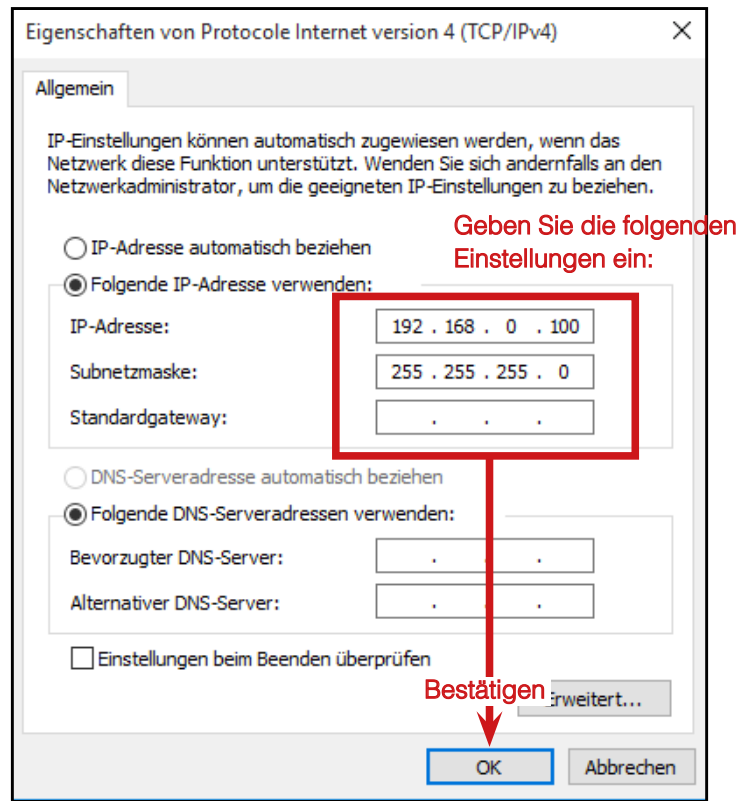 Eigenschaften von Protocole Internet version 4 (TCP/IPv4)
Allgemein
IP-Einstellungen können automatisch zugewiesen werden, wenn das
Netzwerk diese Funktion unterstützt. Wenden Sie sich andernfalls an den
Netzwerkadministrator, um die geeigneten IP-Einstellungen zu beziehen.
Geben Sie die folgenden
Einstellungen ein:
IP-Adresse automatisch beziehen
Folgende IP-Adresse verwenden:
IP-Adresse: 192 . 168 . 0 . 100
Subnetzmaske: 255 . 255 . 255 . 0
Standardgateway: . . .
DNS-Serveradresse automatisch beziehen
Folgende DNS-Serveradressen verwenden:
Bevorzugter DNS-Server: . . .
Alternativer DNS-Server: . . .
Einstellungen beim Beenden überprüfen
Bestätigen
Erweitert...
OK Abbrechen